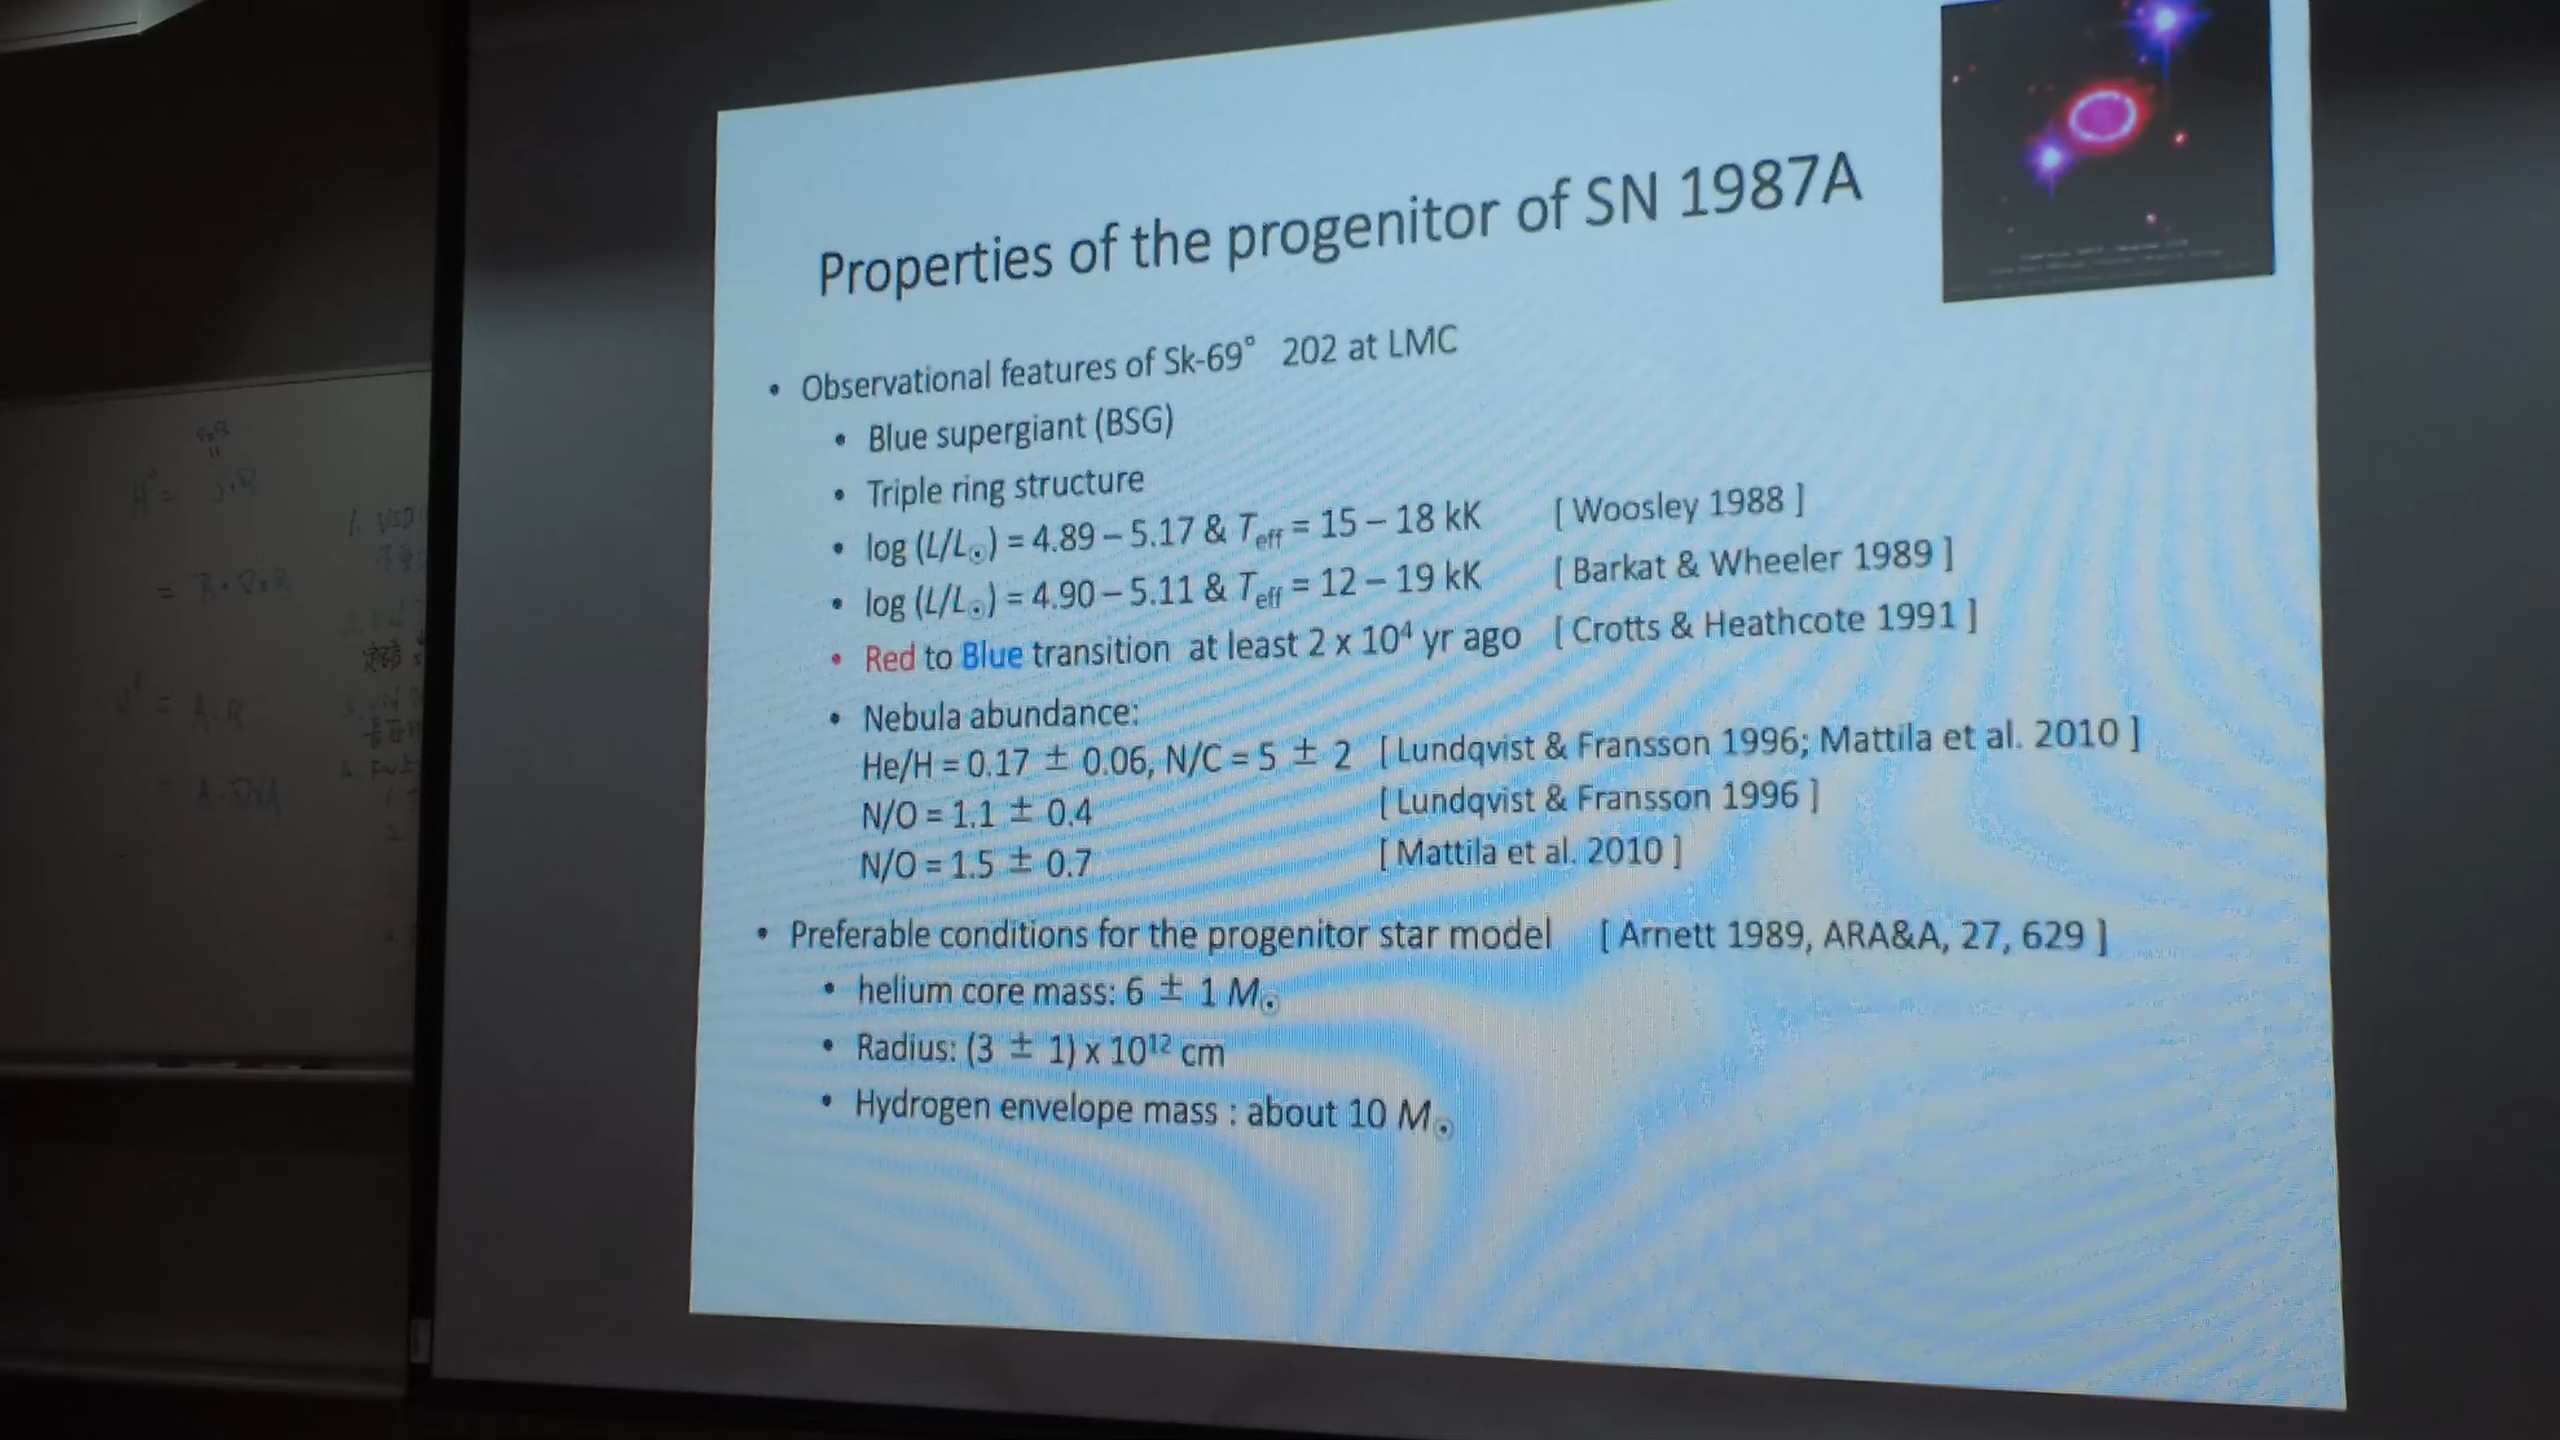 Properties of the progenitor of SN 1987A
• Observational features of Sk-69° 202 at LMC
• Blue supergiant (BSG)
• Triple ring structure
• log (L/L☉) = 4.89 – 5.17 & Teff = 15 – 18 kK [ Woosley 1988 ]
• log (L/L☉) = 4.90 – 5.11 & Teff = 12 – 19 kK [ Barkat & Wheeler 1989 ]
• Red to Blue transition at least 2 x 10⁴ yr ago [ Crotts & Heathcote 1991 ]
• Nebula abundance:
He/H = 0.17 ± 0.06, N/C = 5 ± 2 [ Lundqvist & Fransson 1996; Mattila et al. 2010 ]
N/O = 1.1 ± 0.4 [ Lundqvist & Fransson 1996 ]
N/O = 1.5 ± 0.7 [ Mattila et al. 2010 ]
• Preferable conditions for the progenitor star model [ Arnett 1989, ARA&A, 27, 629 ]
• helium core mass: 6 ± 1 M☉
• Radius: (3 ± 1) x 10¹² cm
• Hydrogen envelope mass : about 10 M☉